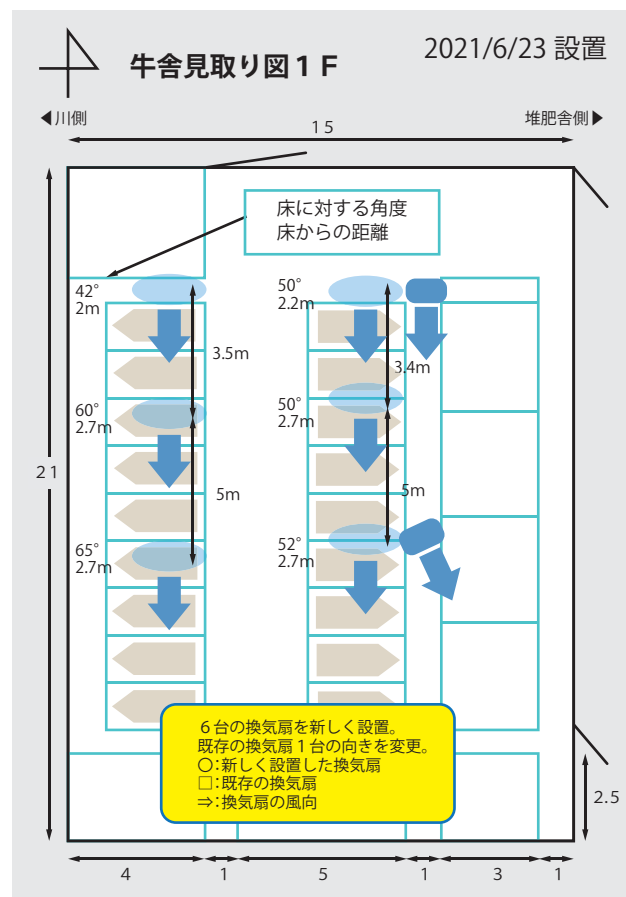 牛舎見取り図１Ｆ
2021/6/23 設置
◀川側
堆肥舎側▶
15
床に対する角度
床からの距離
42°
2m
50°
2.2m
3.5m
3.4m
60°
2.7m
50°
2.7m
21
5m
5m
65°
2.7m
52°
2.7m
６台の換気扇を新しく設置。
既存の換気扇１台の向きを変更。
○：新しく設置した換気扇
□：既存の換気扇
⇒：換気扇の風向
2.5
4
1
5
1
3
1